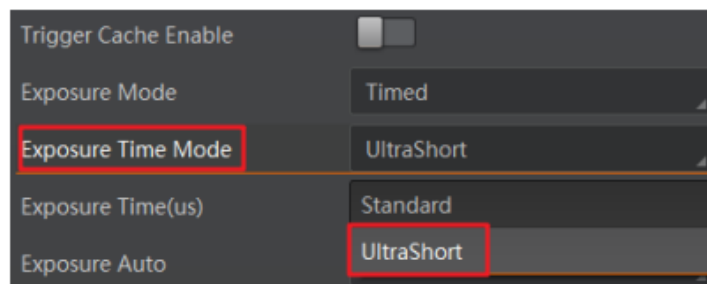 Trigger Cache Enable
Exposure Mode Timed
Exposure Time Mode UltraShort
Exposure Time(us) Standard
UltraShort
Exposure Auto